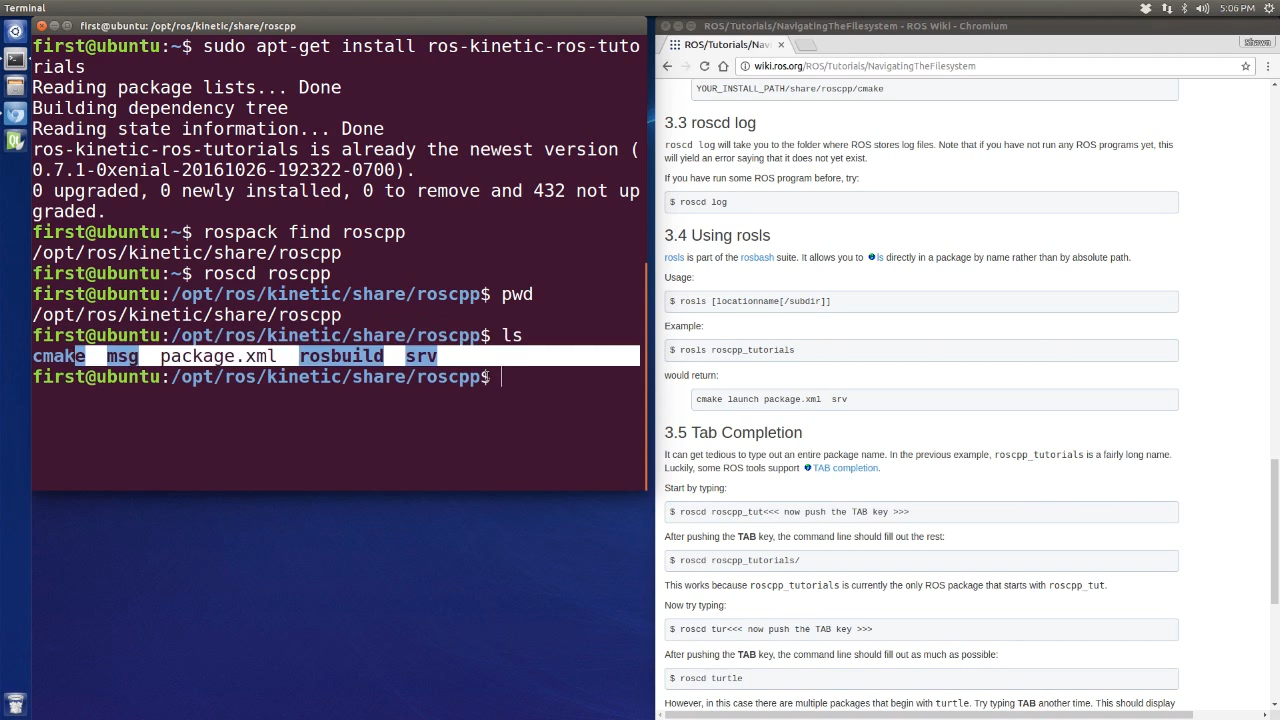 Terminal
5:06 PM
first@ubuntu: /opt/ros/kinetic/share/roscpp
first@ubuntu:~$ sudo apt-get install ros-kinetic-ros-tuto
rials
Reading package lists... Done
Building dependency tree
Reading state information... Done
ros-kinetic-ros-tutorials is already the newest version (
0.7.1-0xenial-20161026-192322-0700).
0 upgraded, 0 newly installed, 0 to remove and 432 not up
graded.
first@ubuntu:~$ rospack find roscpp
/opt/ros/kinetic/share/roscpp
first@ubuntu:~$ roscd roscpp
first@ubuntu:/opt/ros/kinetic/share/roscpp$ pwd
/opt/ros/kinetic/share/roscpp
first@ubuntu:/opt/ros/kinetic/share/roscpp$ ls
cmake  msg  package.xml  rosbuild  srv
first@ubuntu:/opt/ros/kinetic/share/roscpp$
ROS/Tutorials/NavigatingTheFilesystem - ROS Wiki - Chromium
ROS/Tutorials/Nav
Shawn
wiki.ros.org/ROS/Tutorials/NavigatingTheFilesystem
YOUR_INSTALL_PATH/share/roscpp/cmake
3.3 roscd log
roscd log will take you to the folder where ROS stores log files. Note that if you have not run any ROS programs yet, this
will yield an error saying that it does not yet exist.
If you have run some ROS program before, try:
$ roscd log
3.4 Using rosls
rosls is part of the rosbash suite. It allows you to ls directly in a package by name rather than by absolute path.
Usage:
$ rosls [locationname[/subdir]]
Example:
$ rosls roscpp_tutorials
would return:
cmake launch package.xml  srv
3.5 Tab Completion
It can get tedious to type out an entire package name. In the previous example, roscpp_tutorials is a fairly long name.
Luckily, some ROS tools support TAB completion.
Start by typing:
$ roscd roscpp_tut<<< now push the TAB key >>>
After pushing the TAB key, the command line should fill out the rest:
$ roscd roscpp_tutorials/
This works because roscpp_tutorials is currently the only ROS package that starts with roscpp_tut.
Now try typing:
$ roscd tur<<< now push the TAB key >>>
After pushing the TAB key, the command line should fill out as much as possible:
$ roscd turtle
However, in this case there are multiple packages that begin with turtle. Try typing TAB another time. This should display